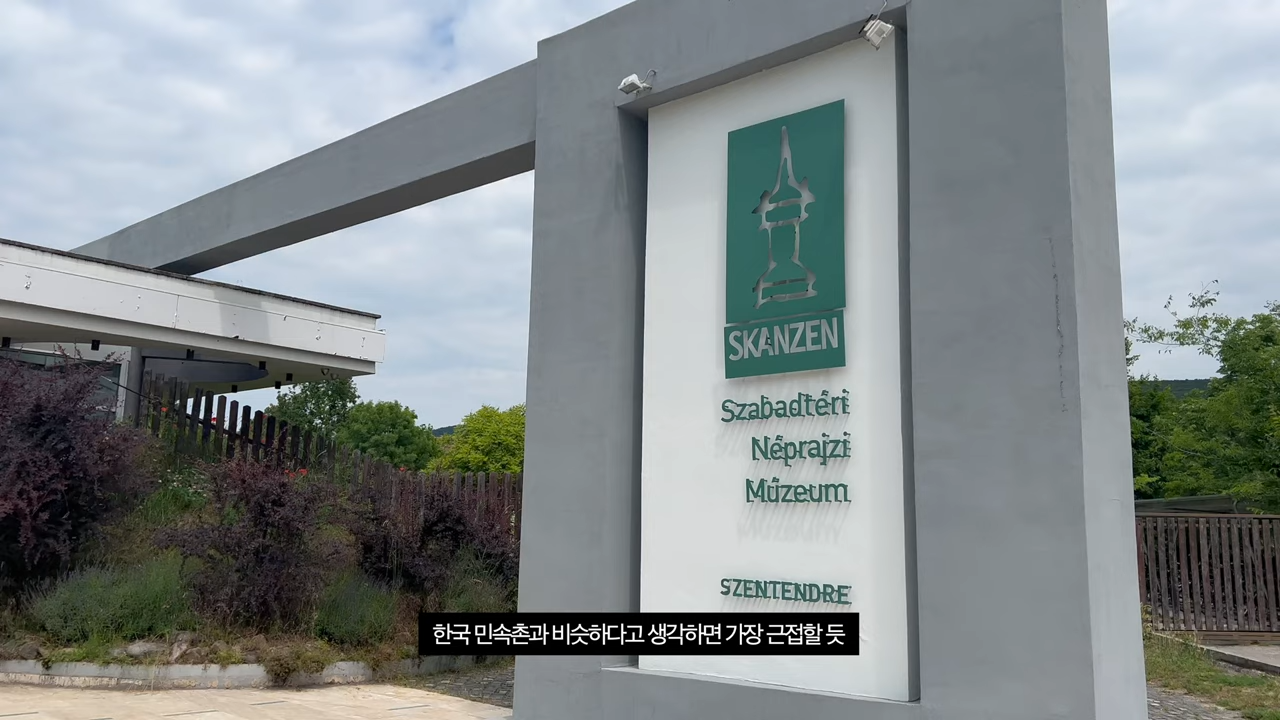 SKANZEN
Szabadtéri
Néprajzi
Múzeum
SZENTENDRE
한국 민속촌과 비슷하다고 생각하면 가장 근접할 듯